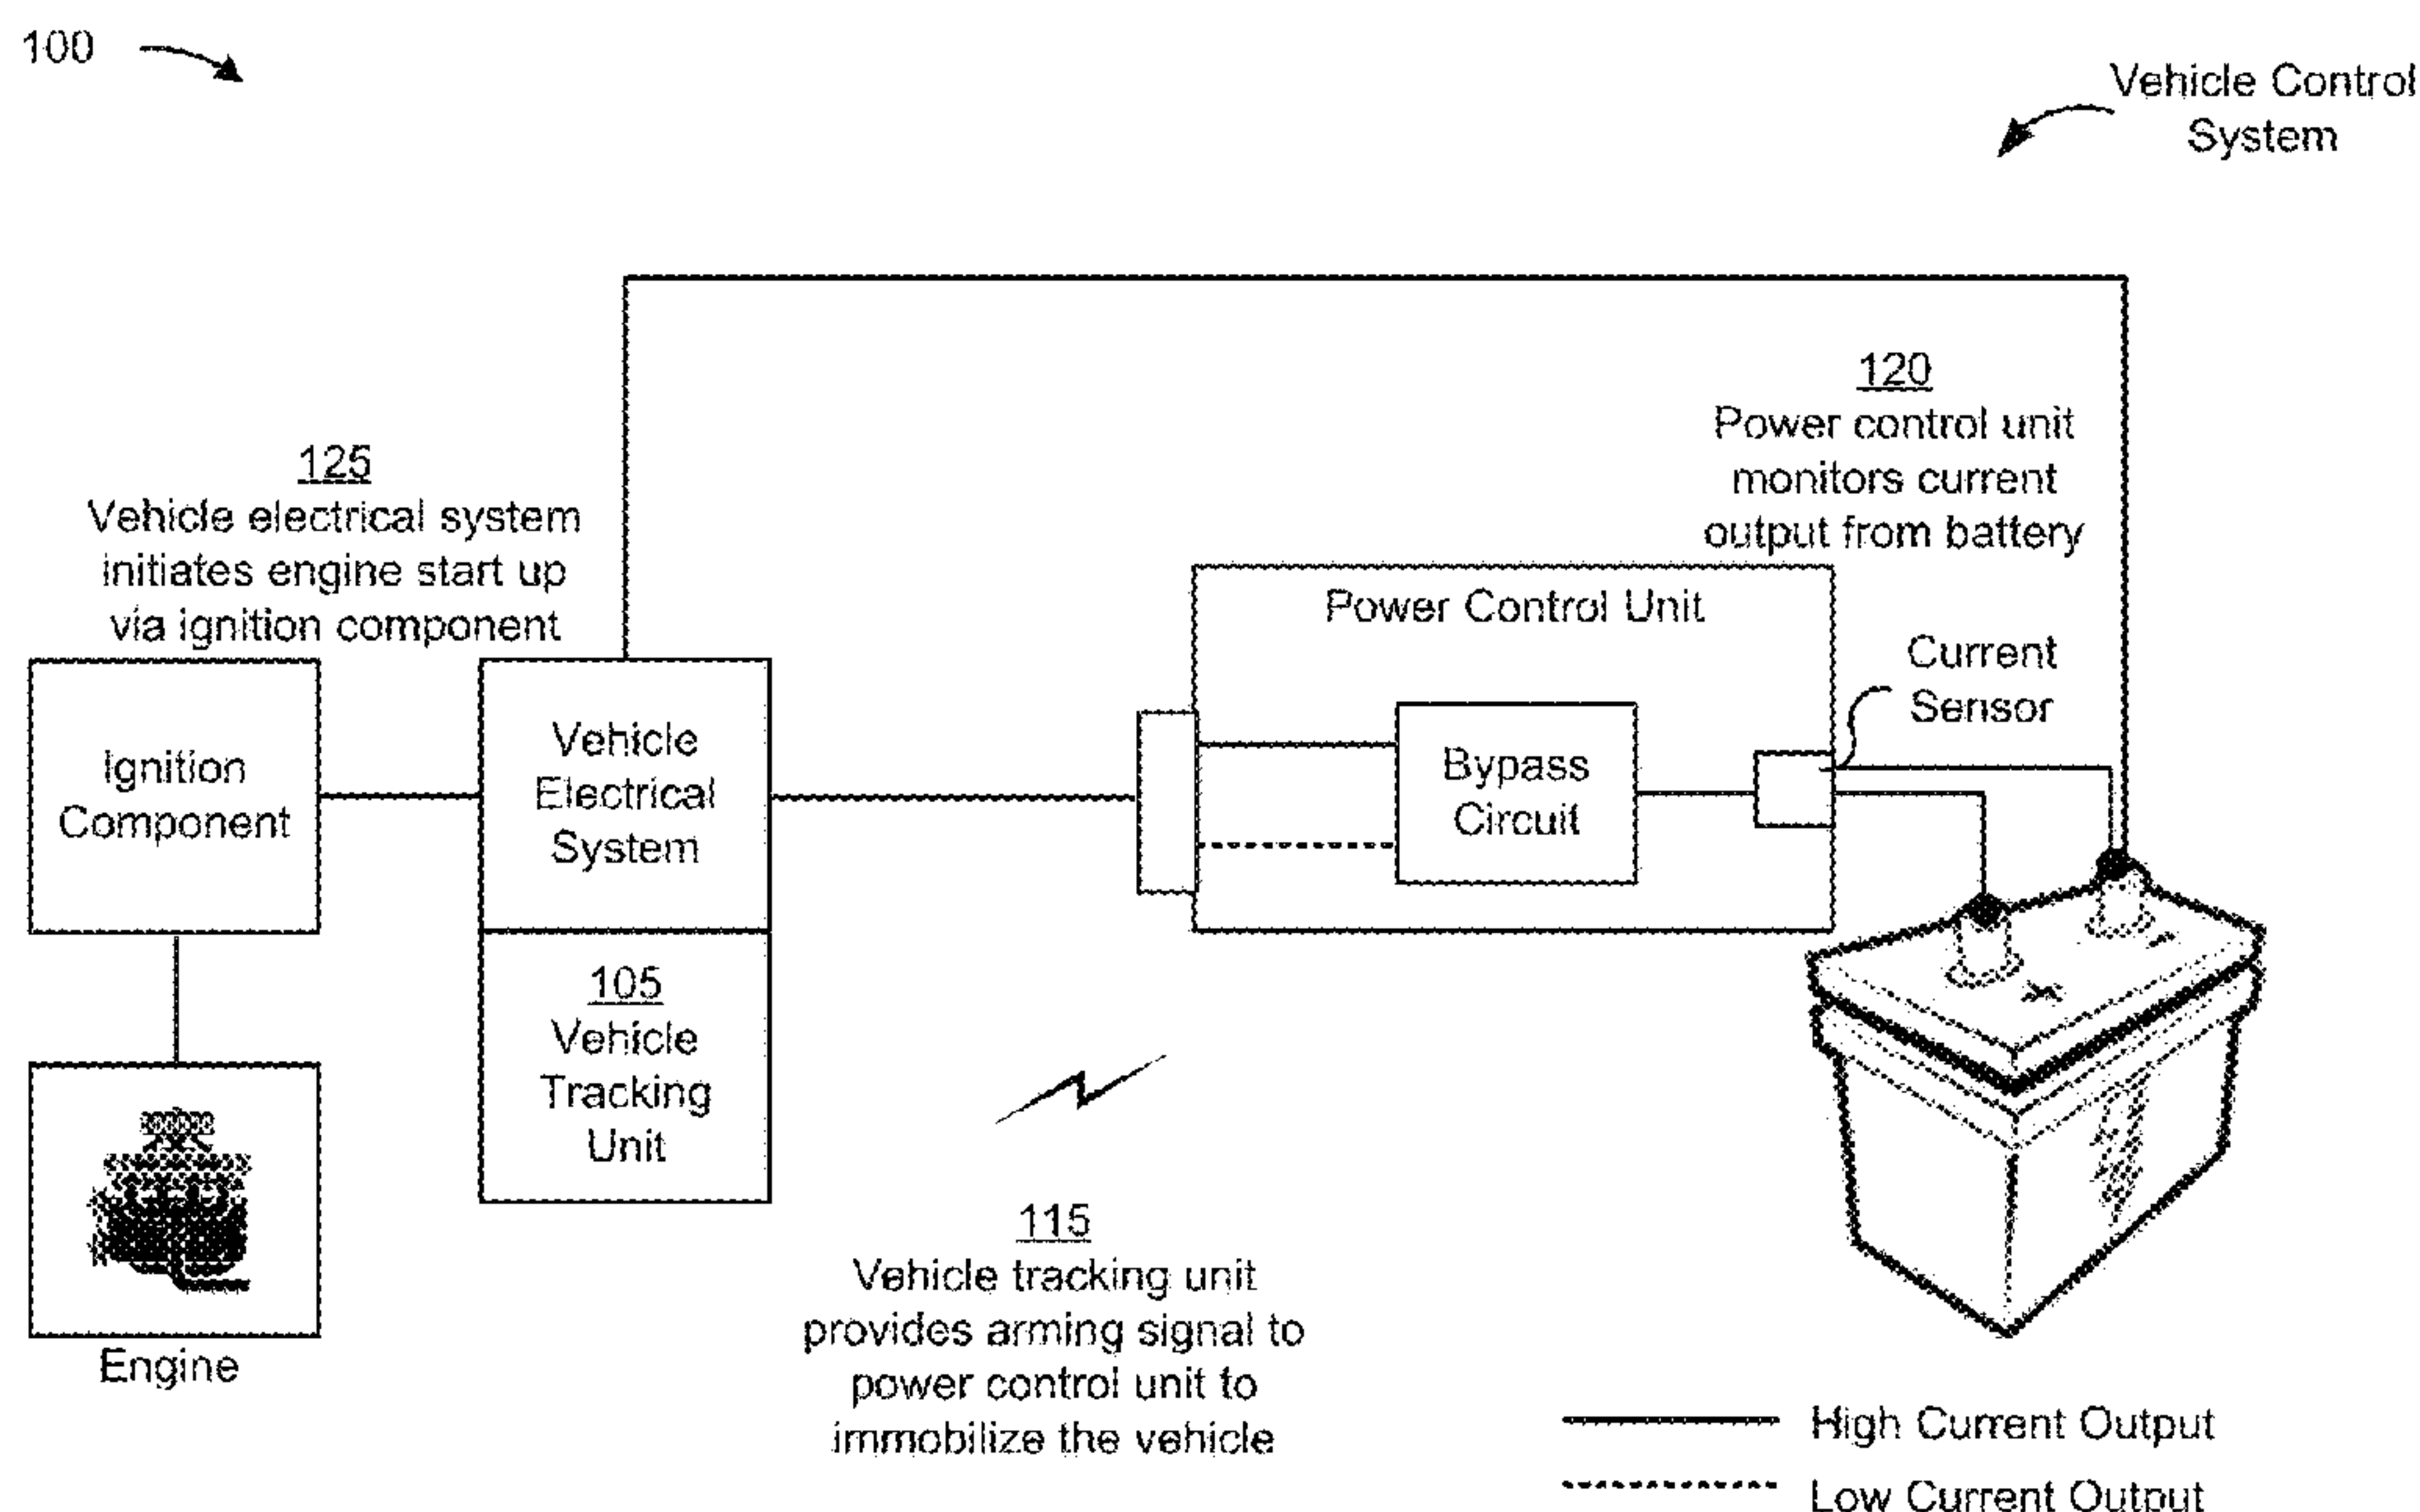 100
Vehicle Control
System
120
Power control unit
monitors current
output from battery
125
Vehicle electrical system
initiates engine start up
via ignition component
Power Control Unit
Current
Sensor
Ignition
Component
Vehicle
Electrical
System
Bypass
Circuit
105
Vehicle
Tracking
Unit
+
-
115
Vehicle tracking unit
provides arming signal to
power control unit to
immobilize the vehicle
Engine
High Current Output
Low Current Output